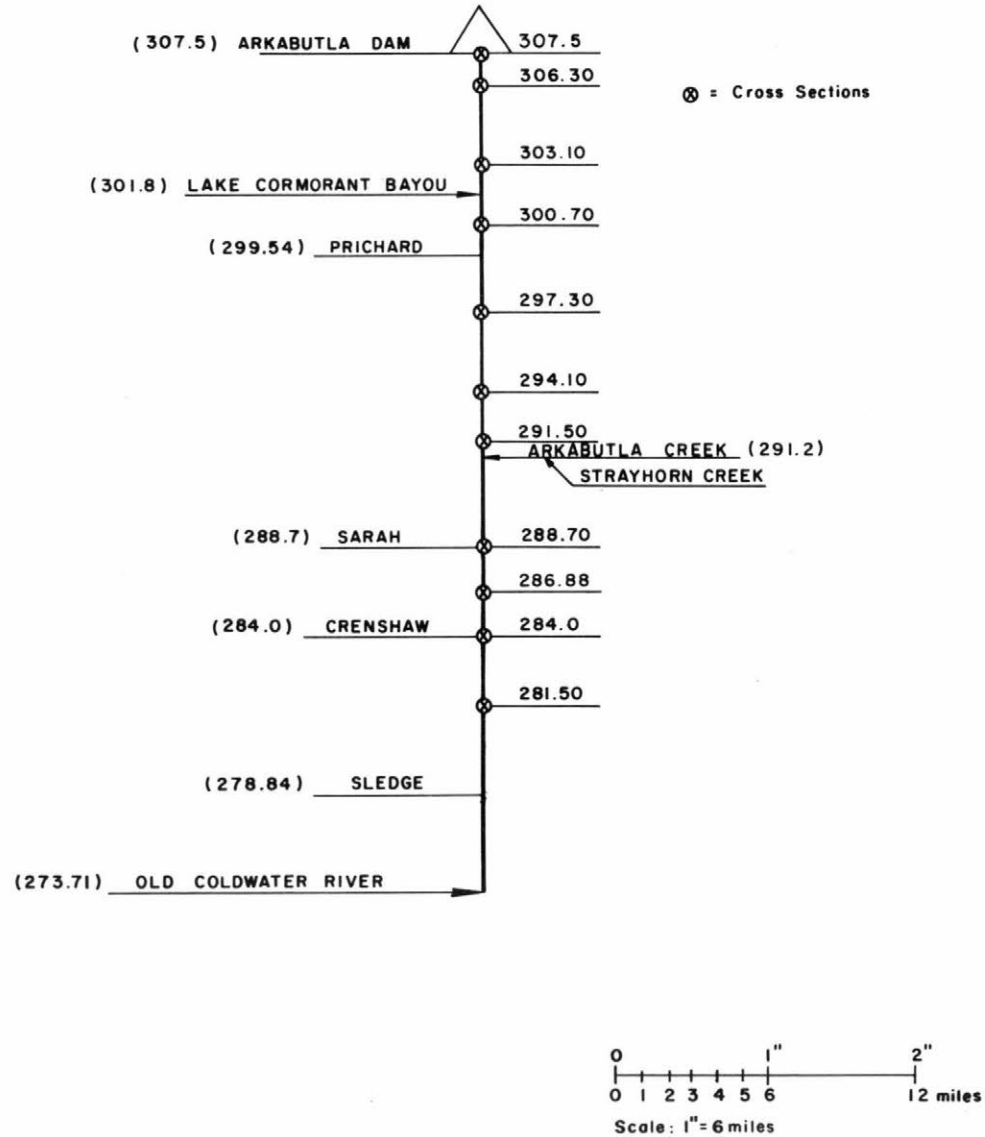 (307.5) ARKABUTLA DAM 307.5
306.30
⊗ = Cross Sections
303.10
(301.8) LAKE CORMORANT BAYOU
300.70
(299.54) PRICHARD
297.30
294.10
291.50
ARKABUTLA CREEK (291.2)
STRAYHORN CREEK
(288.7) SARAH 288.70
286.88
(284.0) CRENSHAW 284.0
281.50
(278.84) SLEDGE
(273.71) OLD COLDWATER RIVER
0 1" 2"
0 1 2 3 4 5 6 12 miles
Scale: 1"= 6 miles